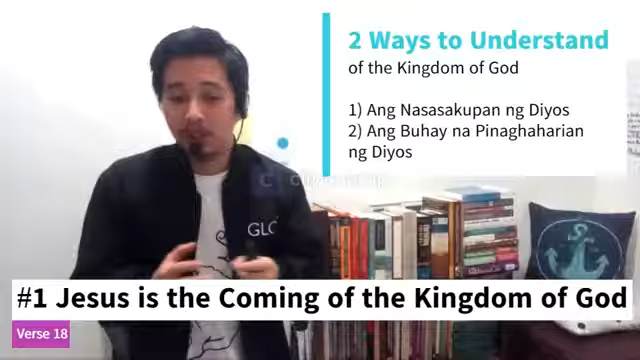 2 Ways to Understand
of the Kingdom of God
1) Ang Nasasakupan ng Diyos
2) Ang Buhay na Pinaghaharian
ng Diyos
GLC
#1 Jesus is the Coming of the Kingdom of God
Verse 18